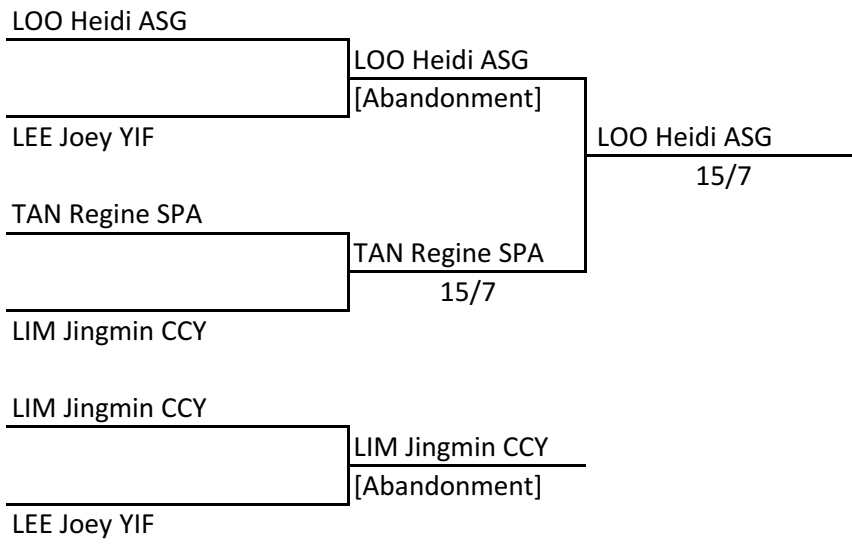 LOO Heidi ASG
LOO Heidi ASG
[Abandonment]
LEE Joey YIF
LOO Heidi ASG
15/7
TAN Regine SPA
TAN Regine SPA
15/7
LIM Jingmin CCY
LIM Jingmin CCY
LIM Jingmin CCY
[Abandonment]
LEE Joey YIF